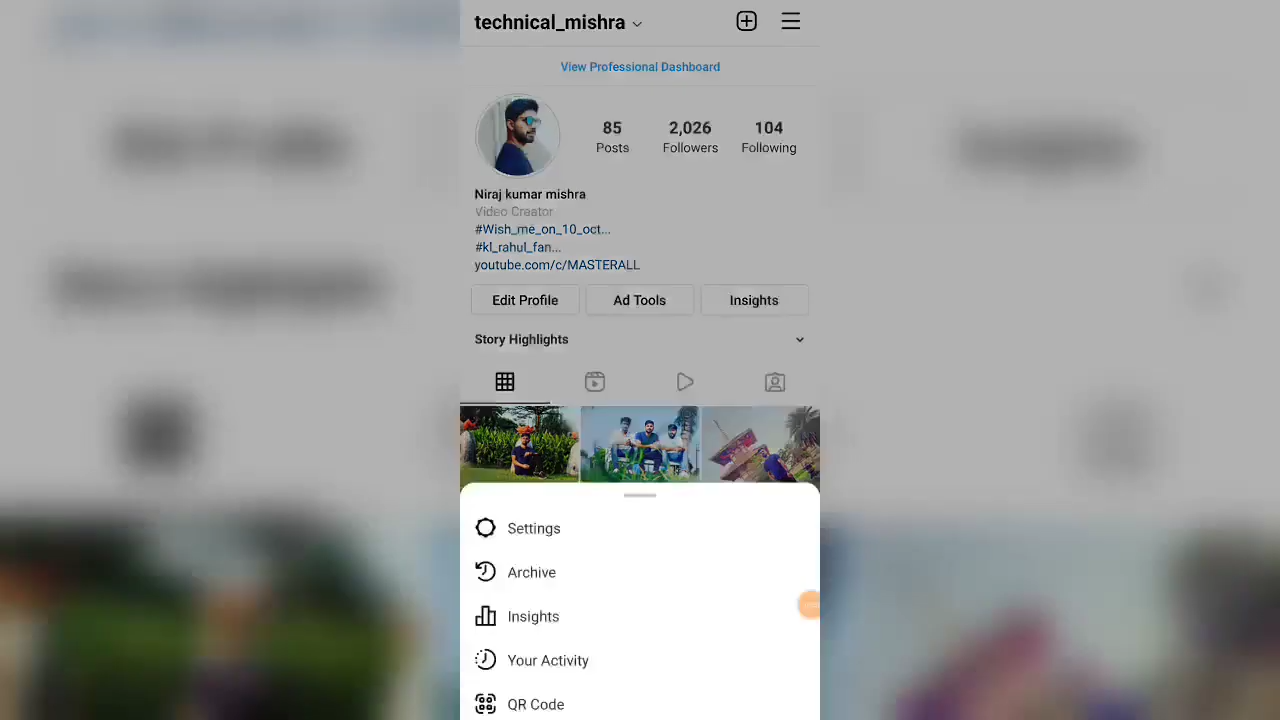 technical_mishra
View Professional Dashboard
85 2,026 104
Posts Followers Following
Niraj kumar mishra
Video Creator
#Wish_me_on_10_oct...
#kl_rahul_fan...
youtube.com/c/MASTERALL
Edit Profile Ad Tools Insights
Story Highlights
Settings
Archive
Insights
Your Activity
QR Code